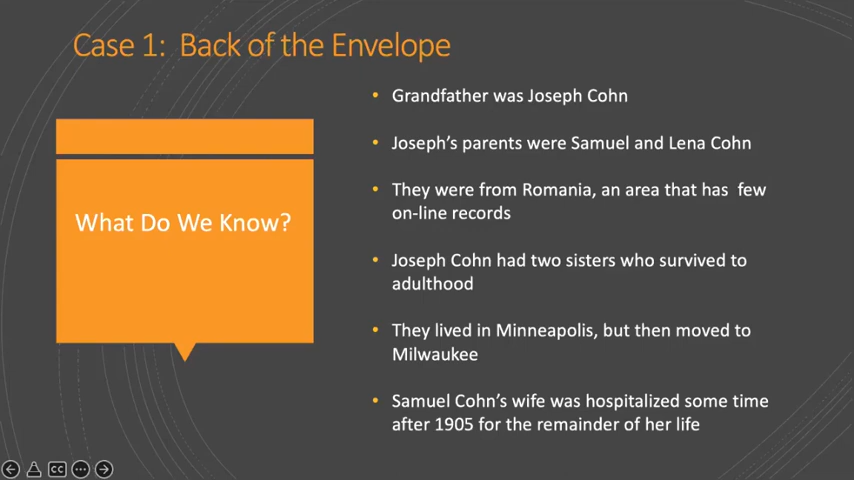 Case 1: Back of the Envelope
What Do We Know?
• Grandfather was Joseph Cohn
• Joseph's parents were Samuel and Lena Cohn
• They were from Romania, an area that has few
on-line records
• Joseph Cohn had two sisters who survived to
adulthood
• They lived in Minneapolis, but then moved to
Milwaukee
• Samuel Cohn's wife was hospitalized some time
after 1905 for the remainder of her life
CC